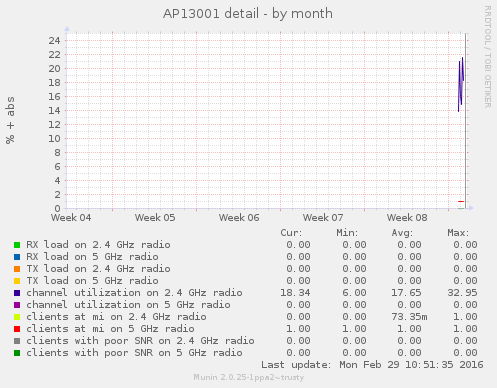 AP13001 detail - by month
RRDTOOL / TOBI OETIKER
% + abs
24
22
20
18
16
14
12
10
8
6
4
2
0
Week 04 Week 05 Week 06 Week 07 Week 08
Cur: Min: Avg: Max:
RX load on 2.4 GHz radio 0.00 0.00 0.00 0.00
RX load on 5 GHz radio 0.00 0.00 0.00 0.00
TX load on 2.4 GHz radio 0.00 0.00 0.00 0.00
TX load on 5 GHz radio 0.00 0.00 0.00 0.00
channel utilization on 2.4 GHz radio 18.34 6.00 17.65 32.95
channel utilization on 5 GHz radio 0.00 0.00 0.00 0.00
clients at mi on 2.4 GHz radio 0.00 0.00 73.35m 1.00
clients at mi on 5 GHz radio 1.00 1.00 1.00 1.00
clients with poor SNR on 2.4 GHz radio 0.00 0.00 0.00 0.00
clients with poor SNR on 5 GHz radio 0.00 0.00 0.00 0.00
Last update: Mon Feb 29 10:51:35 2016
Munin 2.0.25-1ppa2~trusty